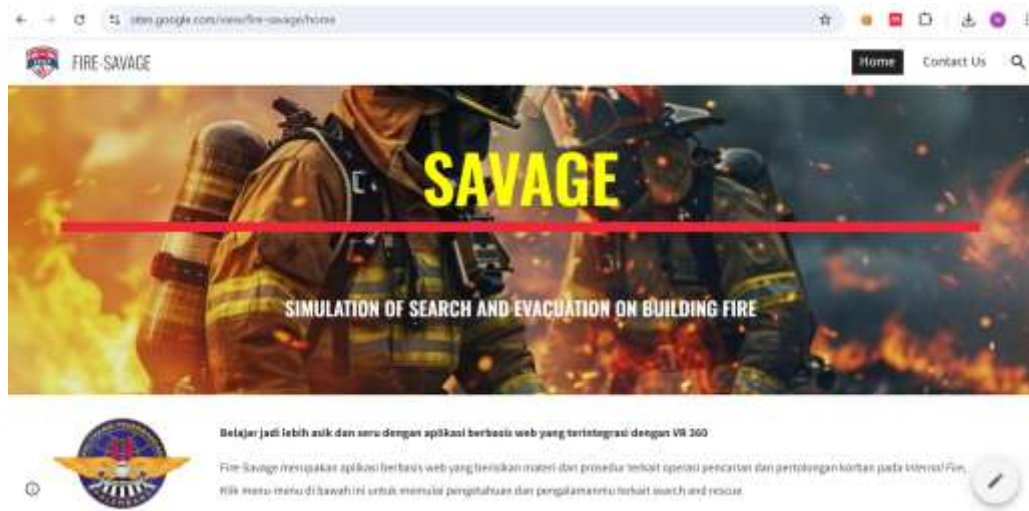 sites.google.com/view/fire-savage/home
FIRE-SAVAGE
Home
Contact Us
SAVAGE
SIMULATION OF SEARCH AND EVACUATION ON BUILDING FIRE
Belajar jadi lebih asik dan seru dengan aplikasi berbasis web yang terintegrasi dengan VR 360
Fire Savage merupakan aplikasi berbasis web yang berisikan materi dan prosedur terkait operasi pencarian dan pertolongan korban pada Internal Fire,
Klik menu-menu di bawah ini untuk memulai pengetahuan dan pengalamanmu terkait search and rescue